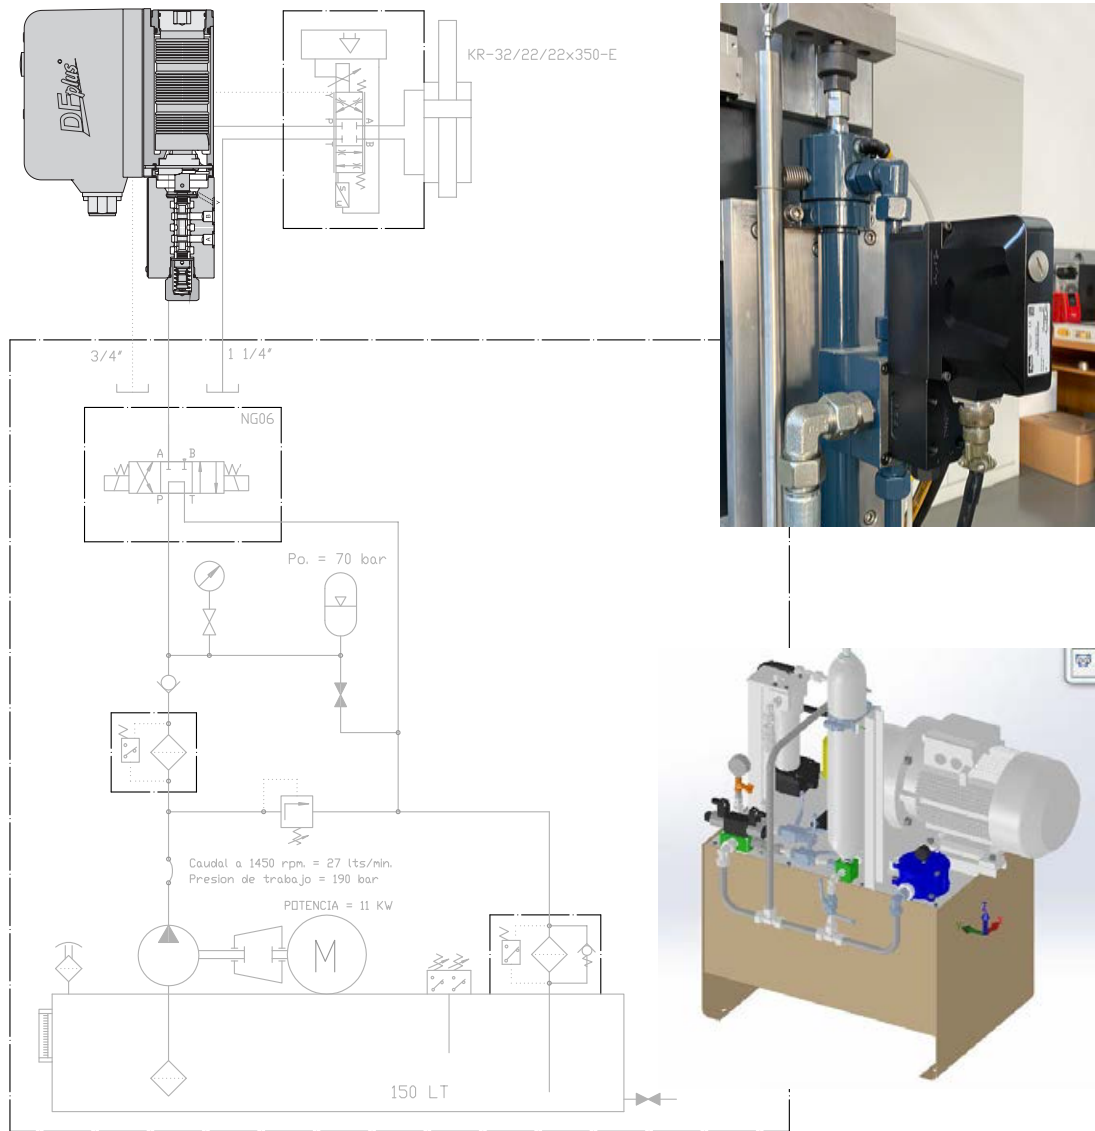 DFplus®
KR-32/22/22x350-E
P
A
T
B
S
U
Y
B
A
3/4"
1 1/4"
NG06
A B
P T
Po. = 70 bar
Caudal a 1450 rpm. = 27 lts/min.
Presion de trabajo = 190 bar
POTENCIA = 11 KW
M
150 LT
Z